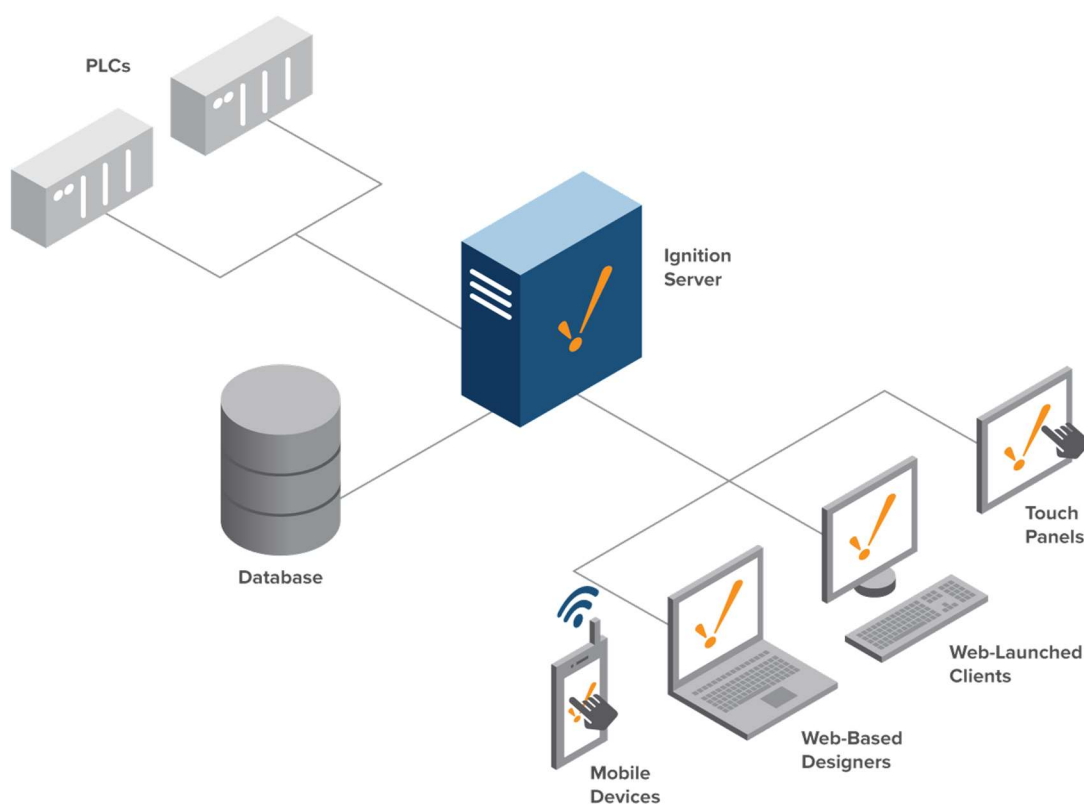 PLCs
Ignition
Server
Database
Touch
Panels
Web-Launched
Clients
Web-Based
Designers
Mobile
Devices